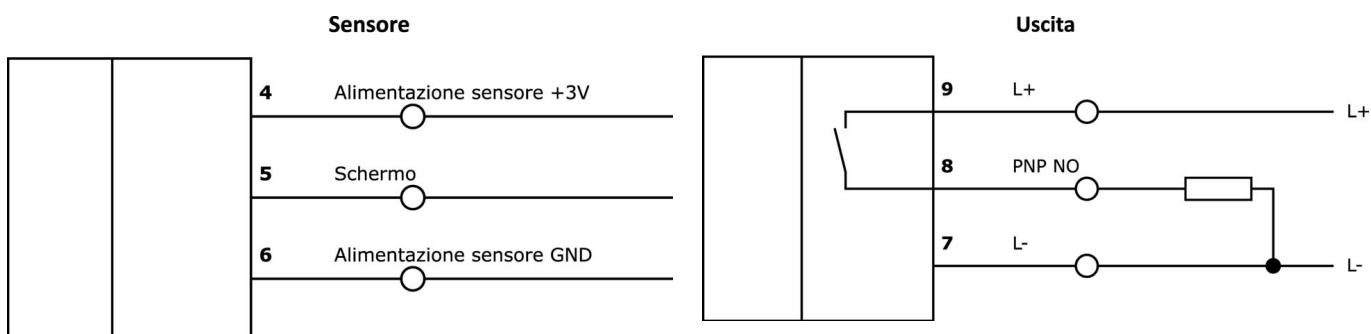 Sensore
4 Alimentazione sensore +3V
5 Schermo
6 Alimentazione sensore GND
Uscita
9 L+ L+
8 PNP NO
7 L- L-